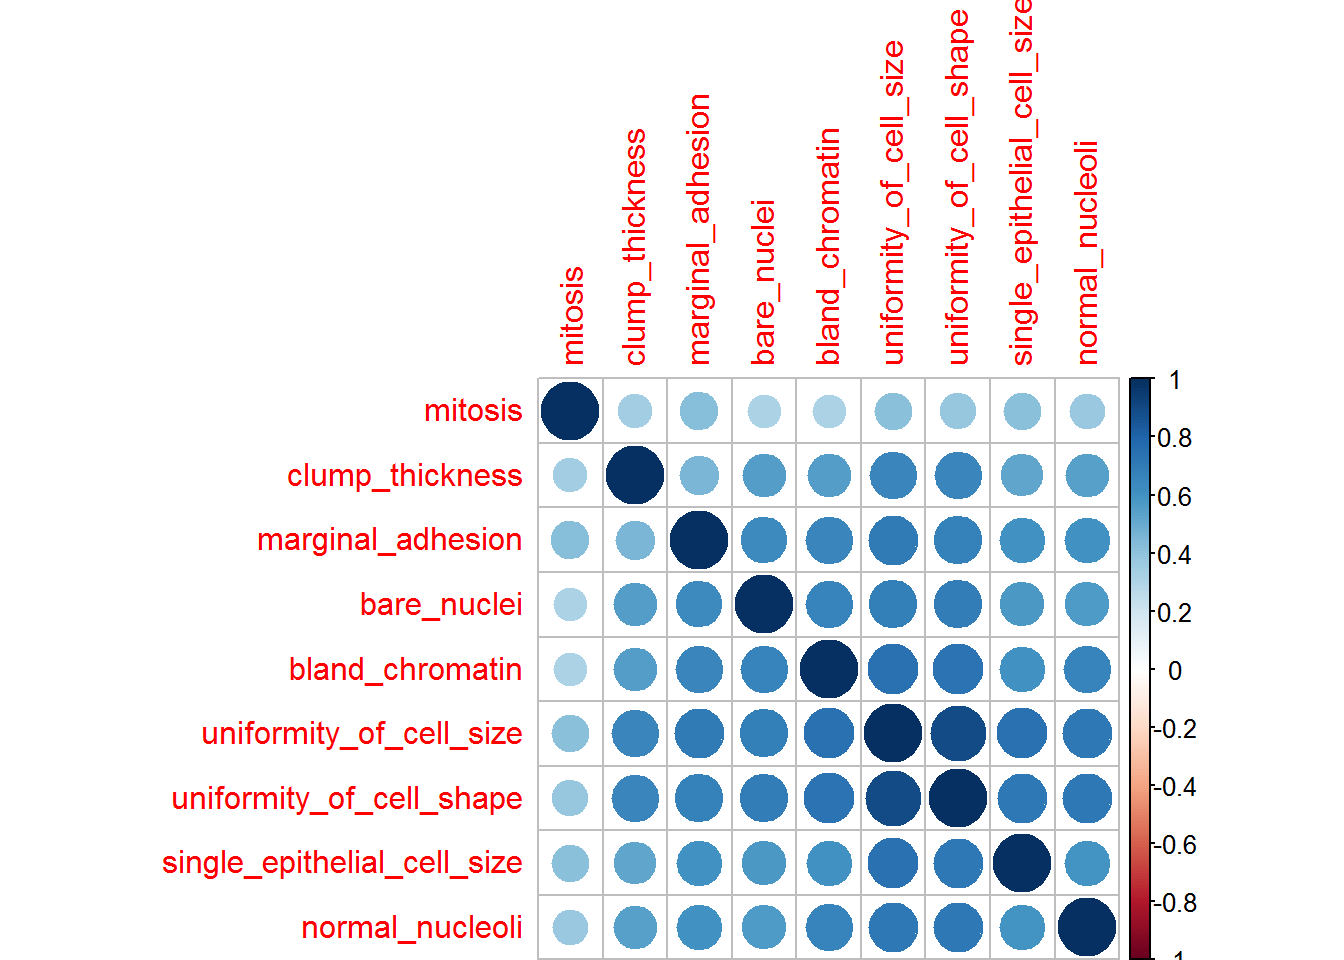 mitosis
clump_thickness
marginal_adhesion
bare_nuclei
bland_chromatin
uniformity_of_cell_size
uniformity_of_cell_shape
single_epithelial_cell_size
normal_nucleoli
mitosis
clump_thickness
marginal_adhesion
bare_nuclei
bland_chromatin
uniformity_of_cell_size
uniformity_of_cell_shape
single_epithelial_cell_size
normal_nucleoli
1
0.8
0.6
0.4
0.2
0
-0.2
-0.4
-0.6
-0.8
-1